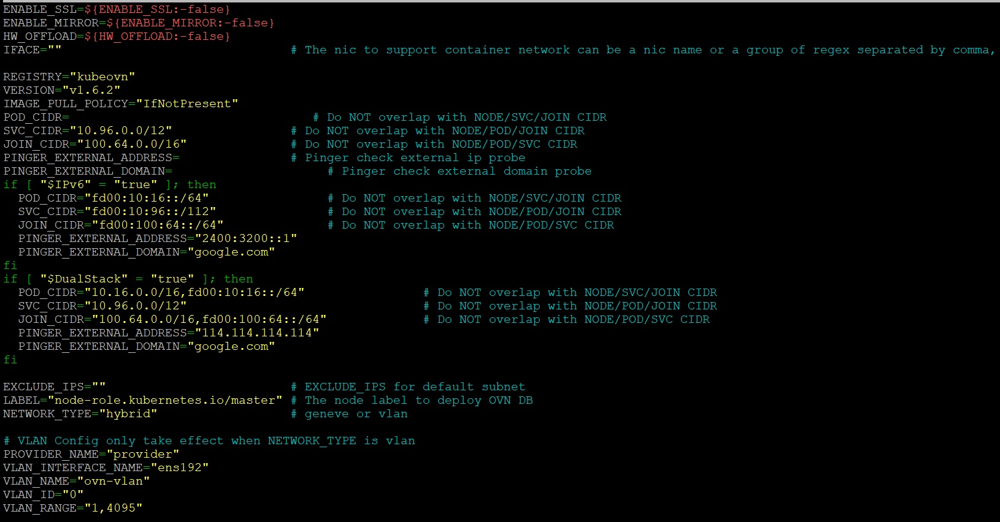 ENABLE_SSL=${ENABLE_SSL:-false}
ENABLE_MIRROR=${ENABLE_MIRROR:-false}
HW_OFFLOAD=${HW_OFFLOAD:-false}
IFACE="" # The nic to support container network can be a nic name or a group of regex separated by comma,
REGISTRY="kubeovn"
VERSION="v1.6.2"
IMAGE_PULL_POLICY="IfNotPresent"
POD_CIDR= # Do NOT overlap with NODE/SVC/JOIN CIDR
SVC_CIDR="10.96.0.0/12" # Do NOT overlap with NODE/POD/JOIN CIDR
JOIN_CIDR="100.64.0.0/16" # Do NOT overlap with NODE/POD/SVC CIDR
PINGER_EXTERNAL_ADDRESS= # Pinger check external ip probe
PINGER_EXTERNAL_DOMAIN= # Pinger check external domain probe
if [ "$IPv6" = "true" ]; then
POD_CIDR="fd00:10:16::/64" # Do NOT overlap with NODE/SVC/JOIN CIDR
SVC_CIDR="fd00:10:96::/112" # Do NOT overlap with NODE/POD/JOIN CIDR
JOIN_CIDR="fd00:100:64::/64" # Do NOT overlap with NODE/POD/SVC CIDR
PINGER_EXTERNAL_ADDRESS="2400:3200::1"
PINGER_EXTERNAL_DOMAIN="google.com"
fi
if [ "$DualStack" = "true" ]; then
POD_CIDR="10.16.0.0/16,fd00:10:16::/64" # Do NOT overlap with NODE/SVC/JOIN CIDR
SVC_CIDR="10.96.0.0/12" # Do NOT overlap with NODE/POD/JOIN CIDR
JOIN_CIDR="100.64.0.0/16,fd00:100:64::/64" # Do NOT overlap with NODE/POD/SVC CIDR
PINGER_EXTERNAL_ADDRESS="114.114.114.114"
PINGER_EXTERNAL_DOMAIN="google.com"
fi
EXCLUDE_IPS="" # EXCLUDE_IPS for default subnet
LABEL="node-role.kubernetes.io/master" # The node label to deploy OVN DB
NETWORK_TYPE="hybrid" # geneve or vlan
# VLAN Config only take effect when NETWORK_TYPE is vlan
PROVIDER_NAME="provider"
VLAN_INTERFACE_NAME="ens192"
VLAN_NAME="ovn-vlan"
VLAN_ID="0"
VLAN_RANGE="1,4095"